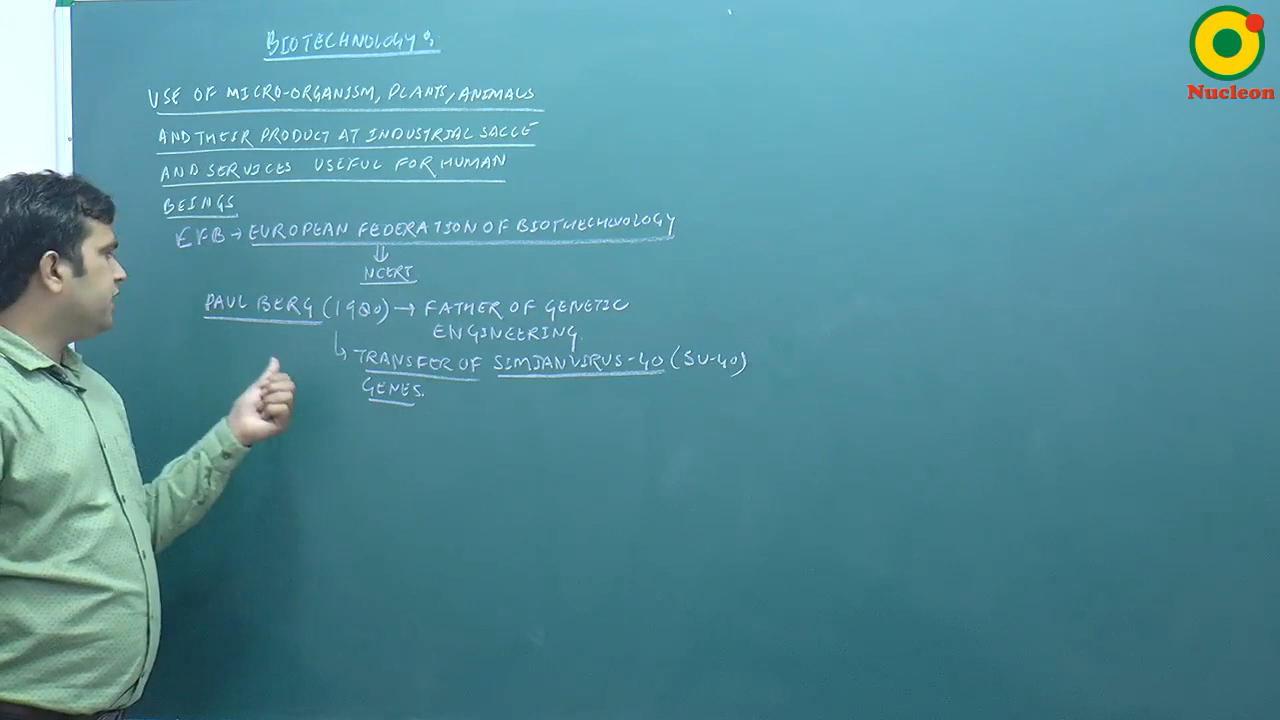 BIOTECHNOLOGY :
USE OF MICRO-ORGANISM, PLANTS, ANIMALS
AND THEIR PRODUCT AT INDUSTRIAL SACLE
AND SERVICES USEFUL FOR HUMAN
BEINGS
EFB → EUROPEAN FEDERATION OF BIOTHECHNOLOGY
⇓
NCERT
PAUL BERG (1980) → FATHER OF GENETIC
ENGINEERING.
↳ TRANSFER OF SIMIAN VIRUS-40 (SV-40)
GENES.
Nucleon